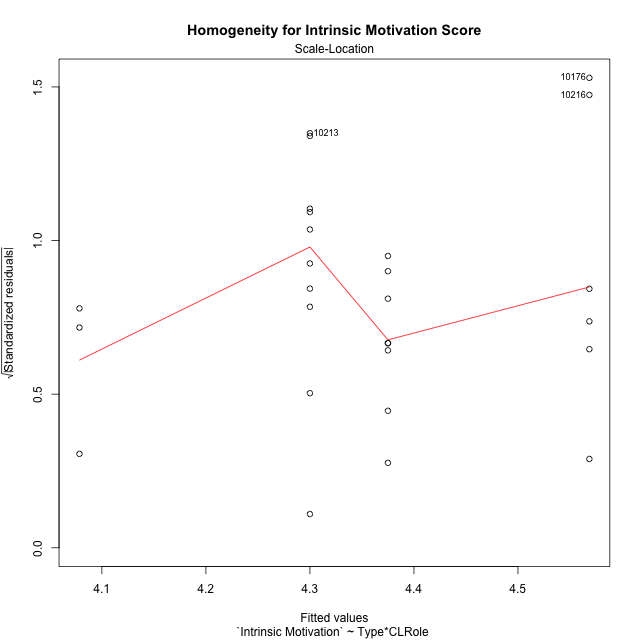 Homogeneity for Intrinsic Motivation Score
Scale-Location
√|Standardized residuals|
1.5
1.0
0.5
0.0
10176
10216
10213
4.1 4.2 4.3 4.4 4.5
Fitted values
`Intrinsic Motivation` ~ Type*CLRole